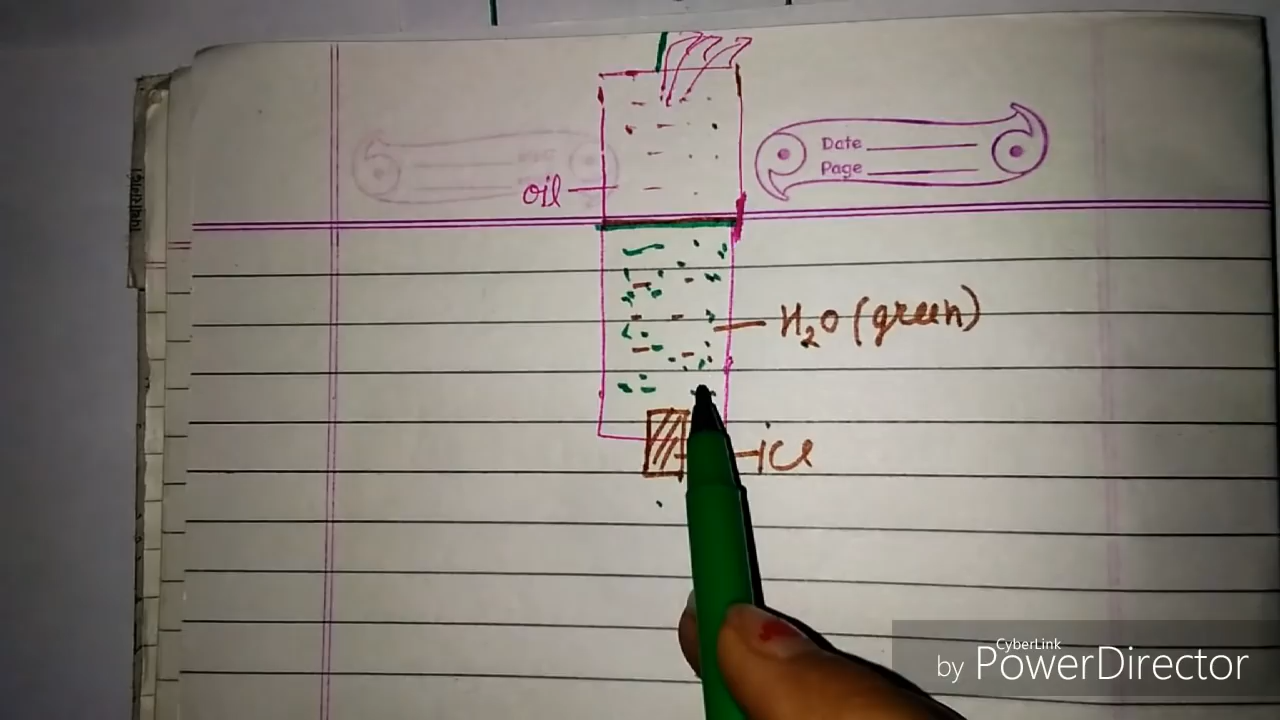 Date
Page
oil
H₂O (green)
ice
CyberLink
by PowerDirector